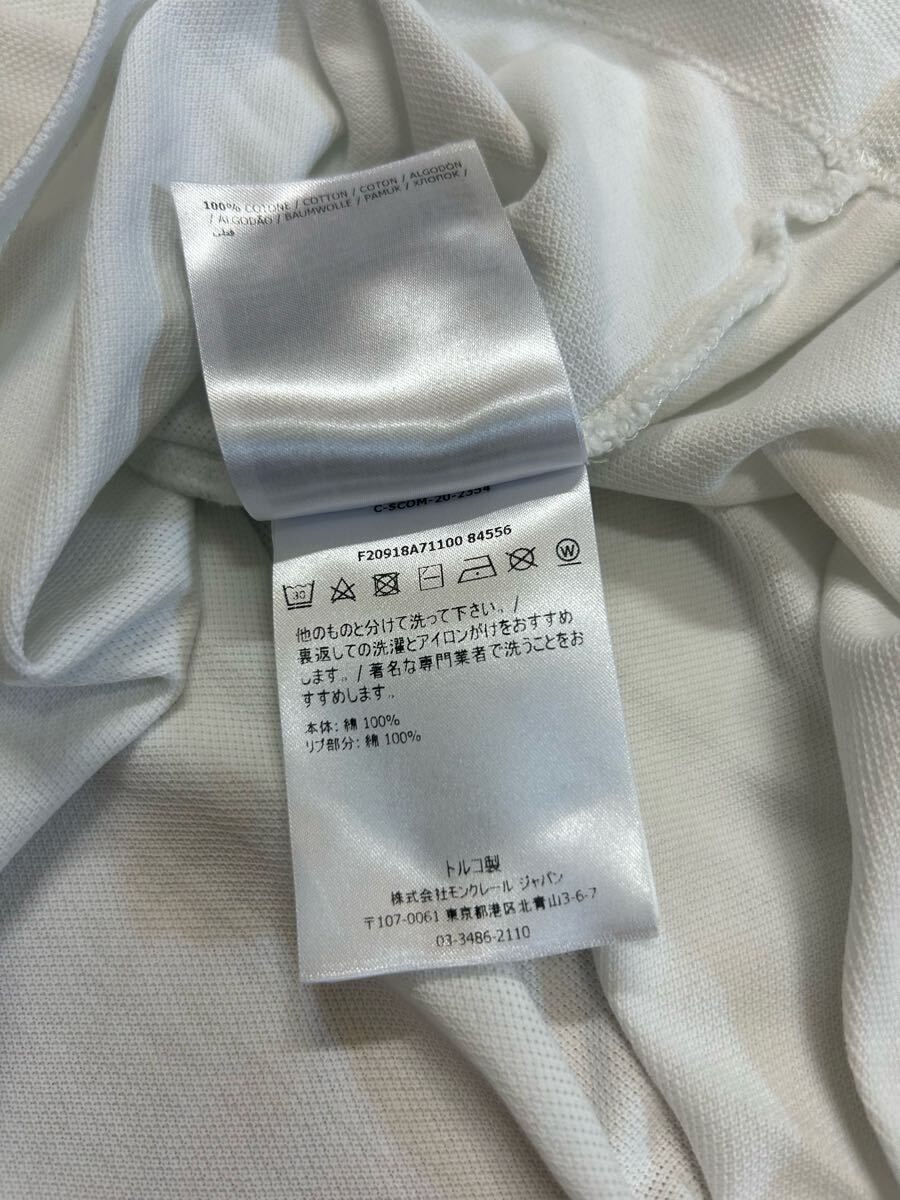 100% COTONE / COTTON / COTON / ALGODÓN
/ ALGODÃO / BAUMWOLLE / PAMUK / ХЛОПОК /
قطن
C-SCOM-20-2354
F20918A71100 84556
30
W
他のものと分けて洗って下さい。/
裏返しての洗濯とアイロンがけをおすすめ
します。/ 著名な専門業者で洗うことをお
すすめします。
本体: 綿 100%
リブ部分: 綿 100%
トルコ製
株式会社モンクレール ジャパン
〒107-0061 東京都港区北青山3-6-7
03-3486-2110